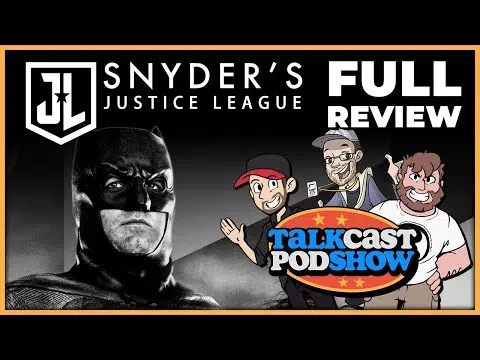 JL
SNYDER'S
JUSTICE LEAGUE
FULL
REVIEW
TALKCAST
PODSHOW